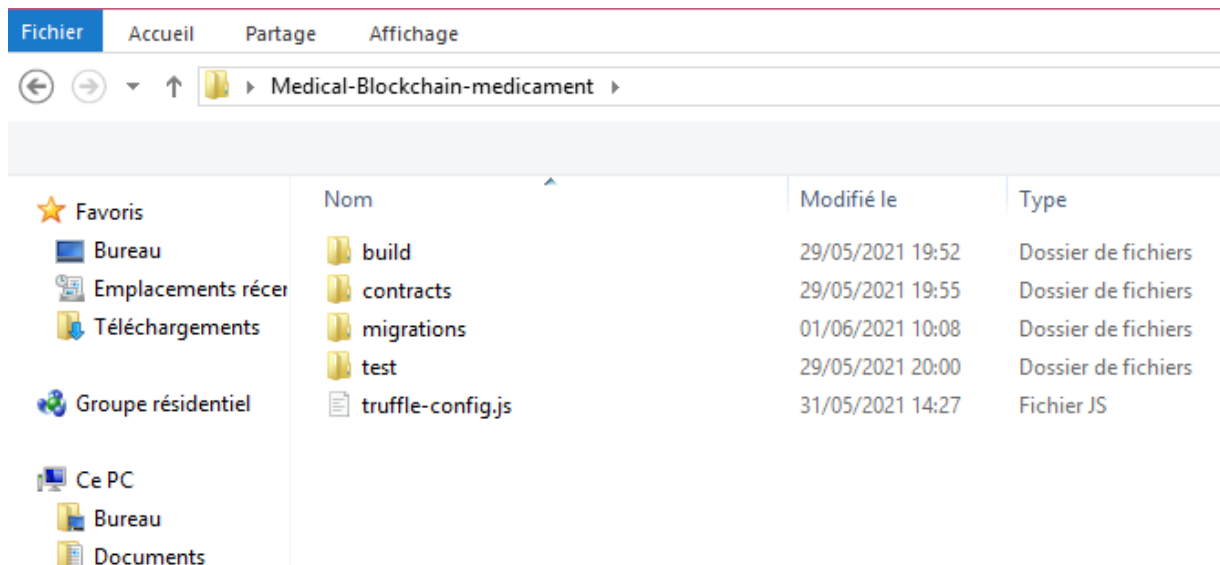 Fichier Accueil Partage Affichage
Medical-Blockchain-medicament
Nom Modifié le Type
Favoris
Bureau build 29/05/2021 19:52 Dossier de fichiers
Emplacements récer contracts 29/05/2021 19:55 Dossier de fichiers
Téléchargements migrations 01/06/2021 10:08 Dossier de fichiers
test 29/05/2021 20:00 Dossier de fichiers
Groupe résidentiel truffle-config.js 31/05/2021 14:27 Fichier JS
Ce PC
Bureau
Documents